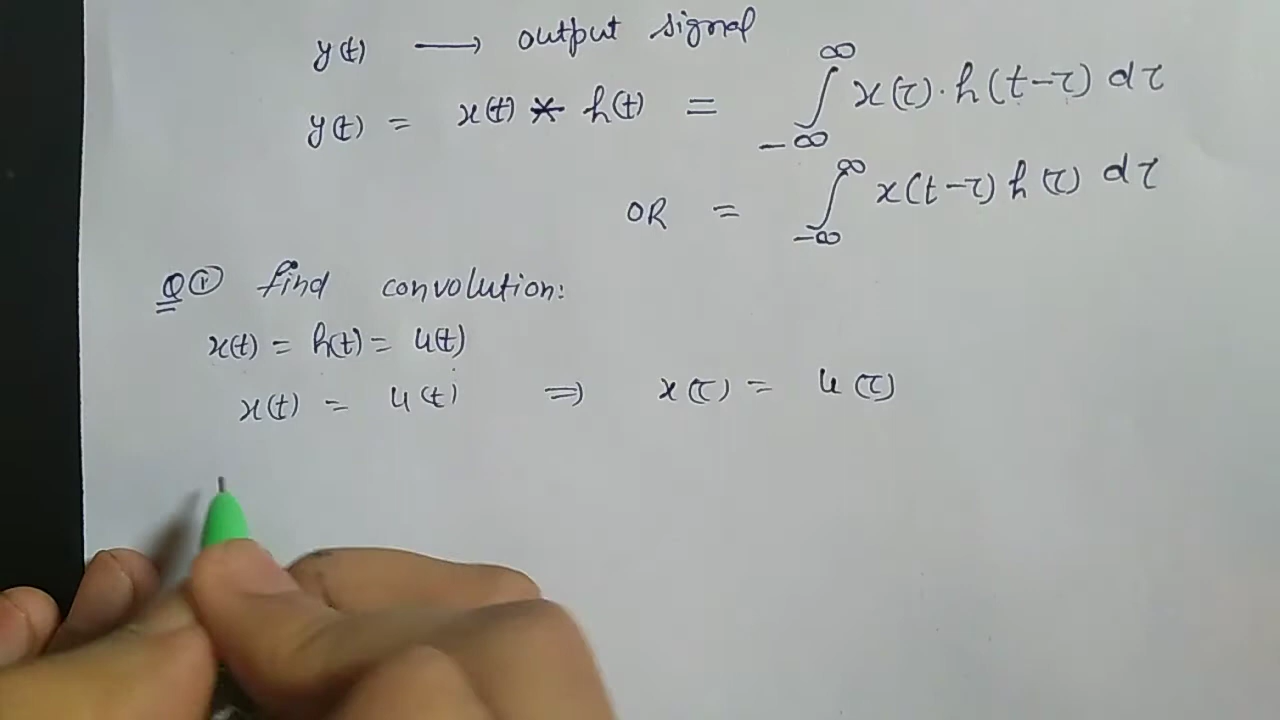 y(t) ⟶ output signal
y(t) = x(t) * h(t) = ∫_{-∞}^{∞} x(τ)·h(t-τ) dτ
OR = ∫_{-∞}^{∞} x(t-τ) h(τ) dτ
Q① find convolution:
x(t) = h(t) = u(t)
x(t) = u(t) ⇒ x(τ) = u(τ)